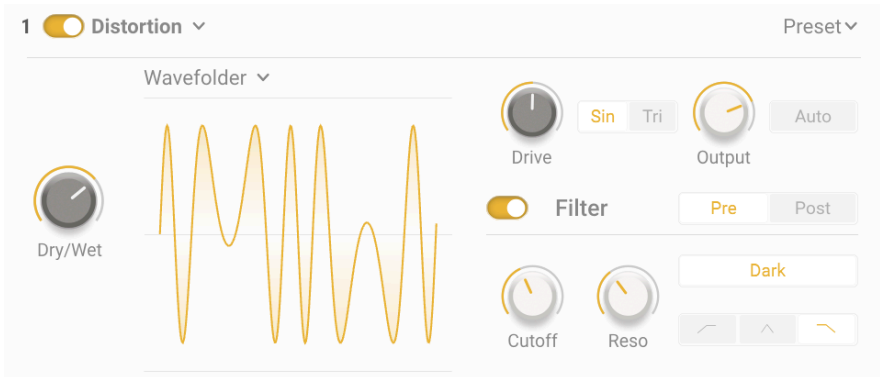 1 Distortion
Preset
Wavefolder
Sin Tri
Auto
Drive
Output
Dry/Wet
Filter
Pre Post
Dark
Cutoff
Reso